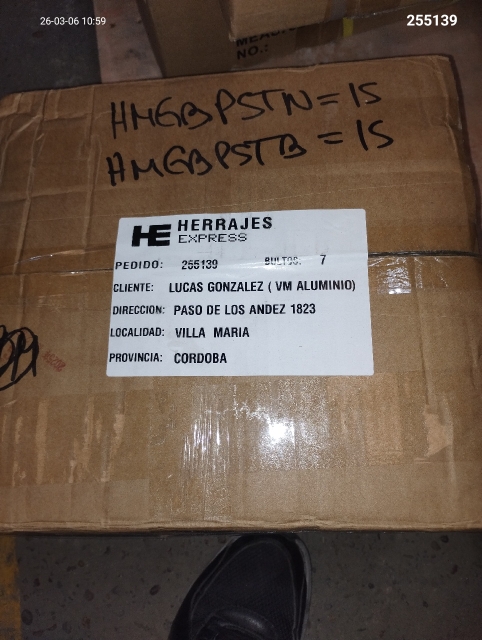 26-03-06 10:59
255139
NO.:
HMGBPSTN = 15
HMGBPSTB = 15
HE HERRAJES
EXPRESS
PEDIDO: 255139 BULTOS: 7
CLIENTE: LUCAS GONZALEZ ( VM ALUMINIO)
DIRECCION: PASO DE LOS ANDEZ 1823
LOCALIDAD: VILLA MARIA
PROVINCIA: CORDOBA